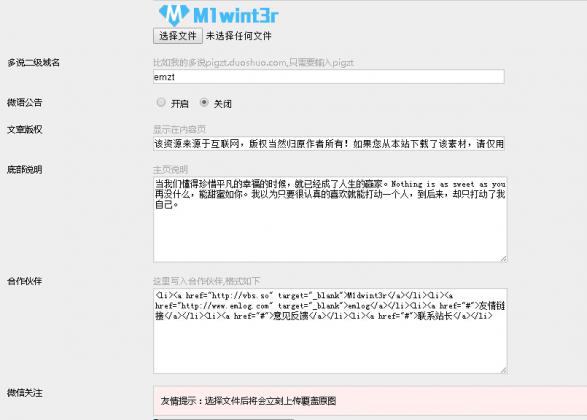 M1wint3r
选择文件 未选择任何文件
多说二级域名
比如我的多说pigzt.duoshuo.com,只需要输入pigzt
emzt
微语公告
开启 关闭
文章版权
显示在内容页
该资源来源于互联网，版权当然归原作者所有！如果您从本站下载了该素材，请仅用
底部说明
主页说明
当我们懂得珍惜平凡的幸福的时候，就已经成了人生的赢家。Nothing is as sweet as you
再没什么，能甜蜜如你。我以为只要很认真的喜欢就能打动一个人，到后来，却只打动了我
自己。
合作伙伴
这里写入合作伙伴,格式如下
<li><a href="http://wbs.so" target="_blank">M1dwint3r</a></li><li><a
href="http://www.enlog.com" target="_blank">emlog</a></li><li><a href="#">友情链
接</a></li><li><a href="#">意见反馈</a></li><li><a href="#">联系站长</a></li>
微信关注
友情提示：选择文件后将会立刻上传覆盖原图